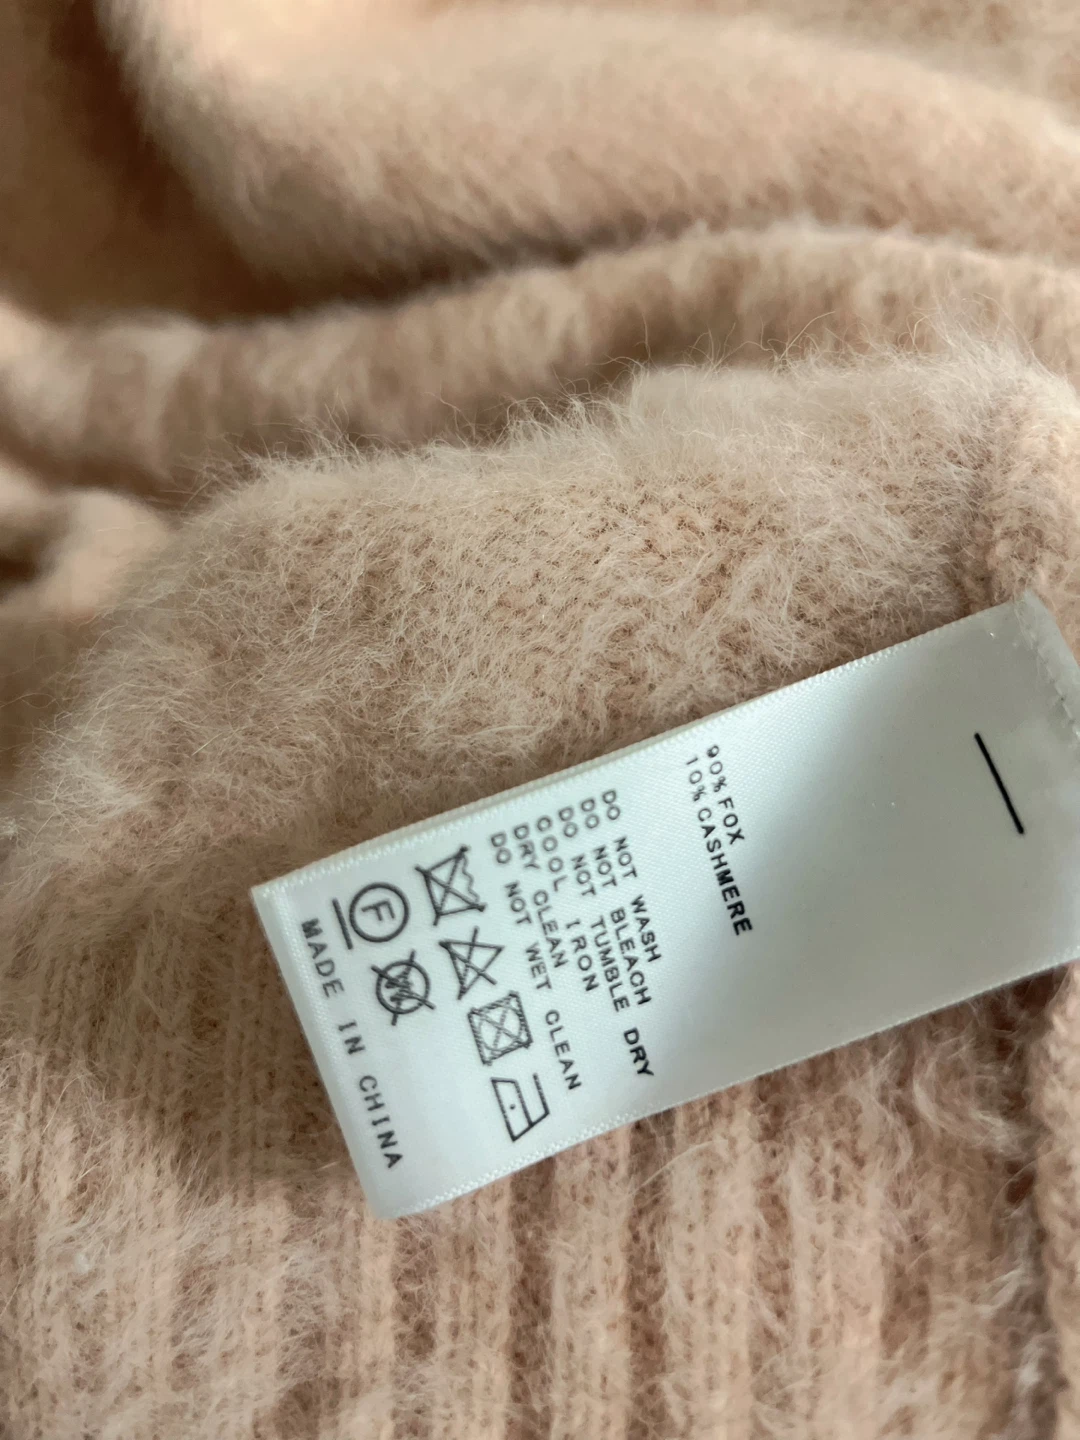 90% FOX
10% CASHMERE
DO NOT WASH
DO NOT BLEACH
DO NOT TUMBLE DRY
COOL IRON
DRY CLEAN
DO NOT WET CLEAN
F
W
MADE IN CHINA